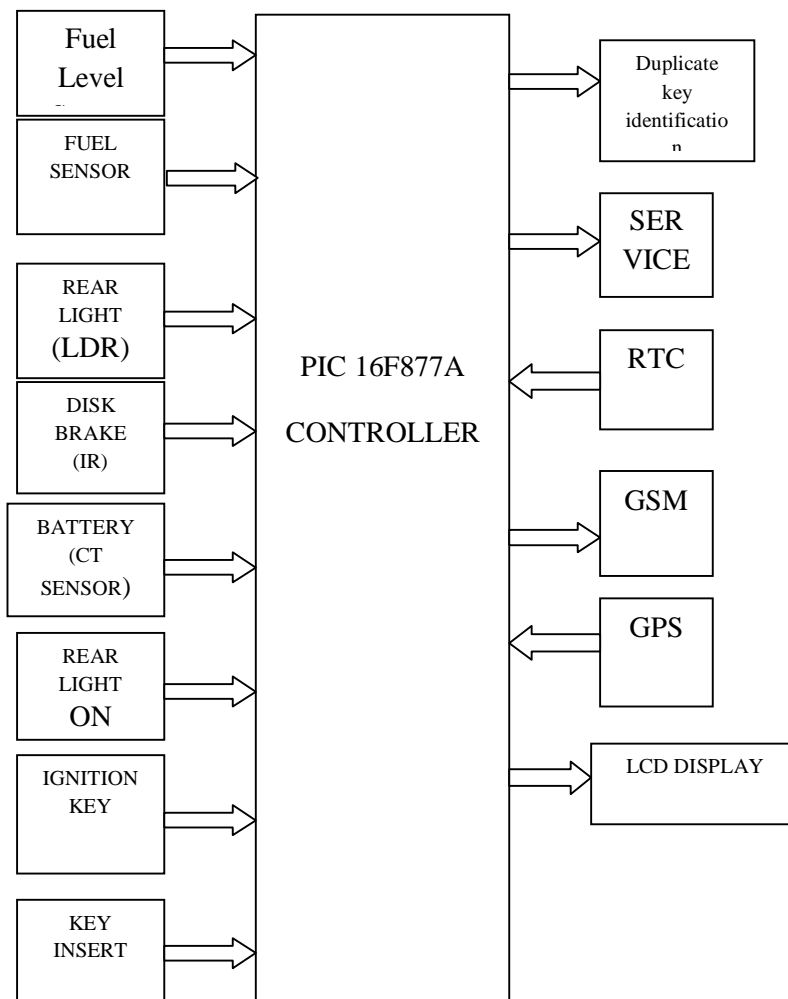 Fuel
Level
FUEL
SENSOR
REAR
LIGHT
(LDR)
DISK
BRAKE
(IR)
BATTERY
(CT
SENSOR)
REAR
LIGHT
ON
IGNITION
KEY
KEY
INSERT
PIC 16F877A
CONTROLLER
Duplicate
key
identificatio
n
SER
VICE
RTC
GSM
GPS
LCD DISPLAY